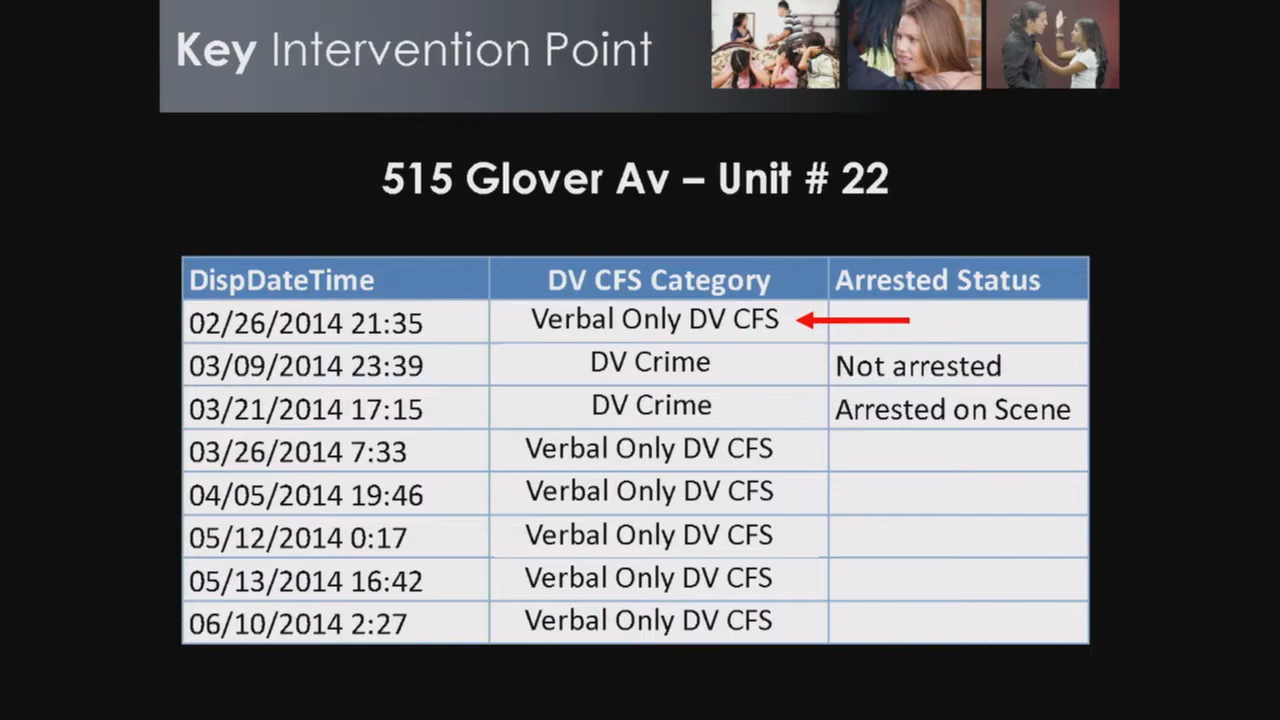 Key Intervention Point
515 Glover Av – Unit # 22
DispDateTime DV CFS Category Arrested Status
02/26/2014 21:35 Verbal Only DV CFS
03/09/2014 23:39 DV Crime Not arrested
03/21/2014 17:15 DV Crime Arrested on Scene
03/26/2014 7:33 Verbal Only DV CFS
04/05/2014 19:46 Verbal Only DV CFS
05/12/2014 0:17 Verbal Only DV CFS
05/13/2014 16:42 Verbal Only DV CFS
06/10/2014 2:27 Verbal Only DV CFS